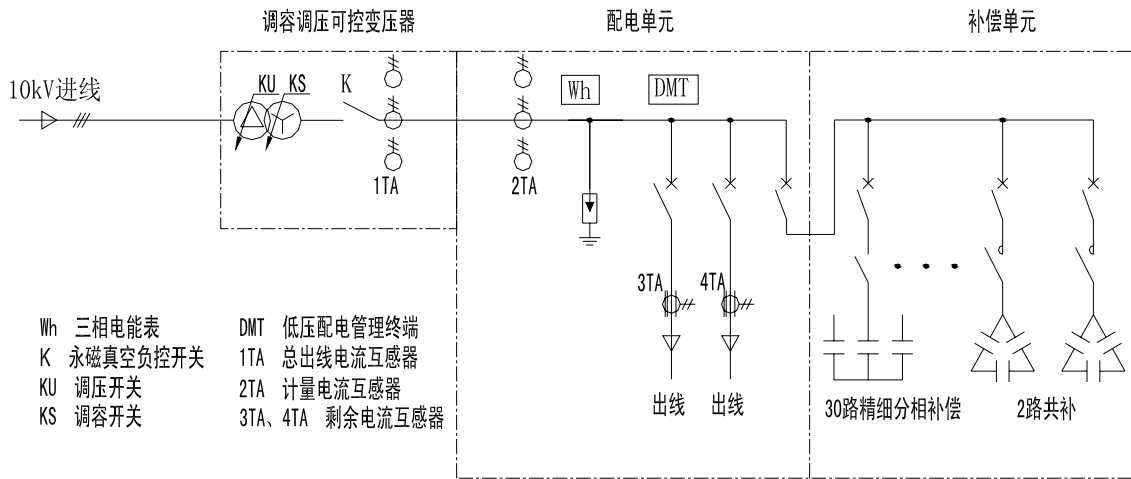 调容调压可控变压器
配电单元
补偿单元
10kV进线
KU KS
K
Wh
DMT
1TA
2TA
3TA
4TA
Wh 三相电能表
K 永磁真空负控开关
KU 调压开关
KS 调容开关
DMT 低压配电管理终端
1TA 总出线电流互感器
2TA 计量电流互感器
3TA、4TA 剩余电流互感器
出线
出线
30路精细分相补偿
2路共补